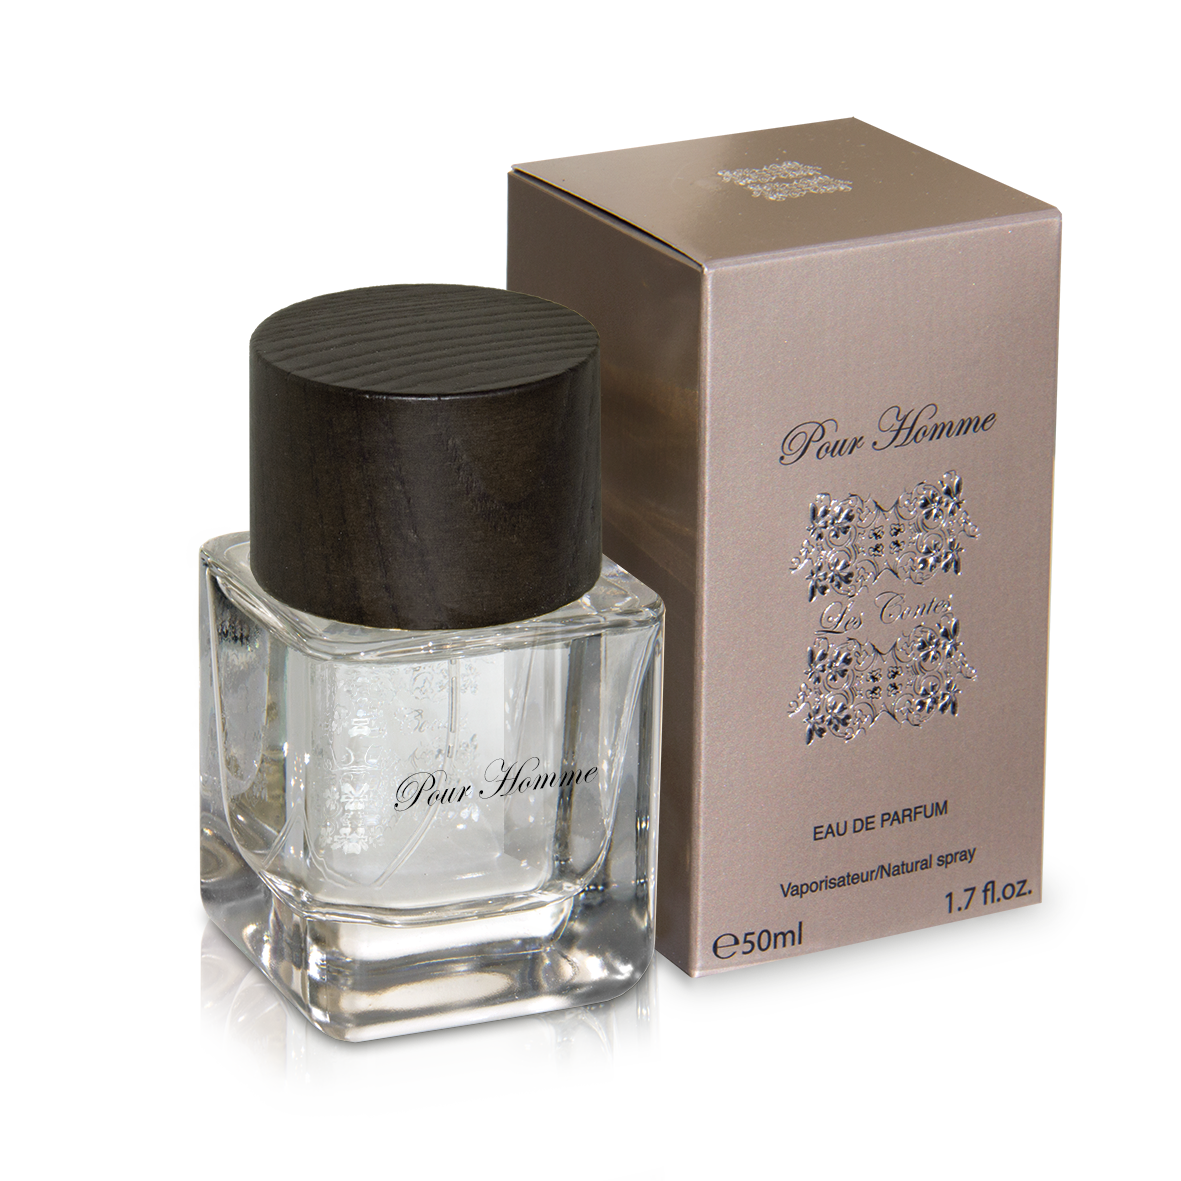 Pour Homme
Les Contes
EAU DE PARFUM
Vaporisateur/Natural spray
℮50ml
1.7 fl.oz.
Pour Homme